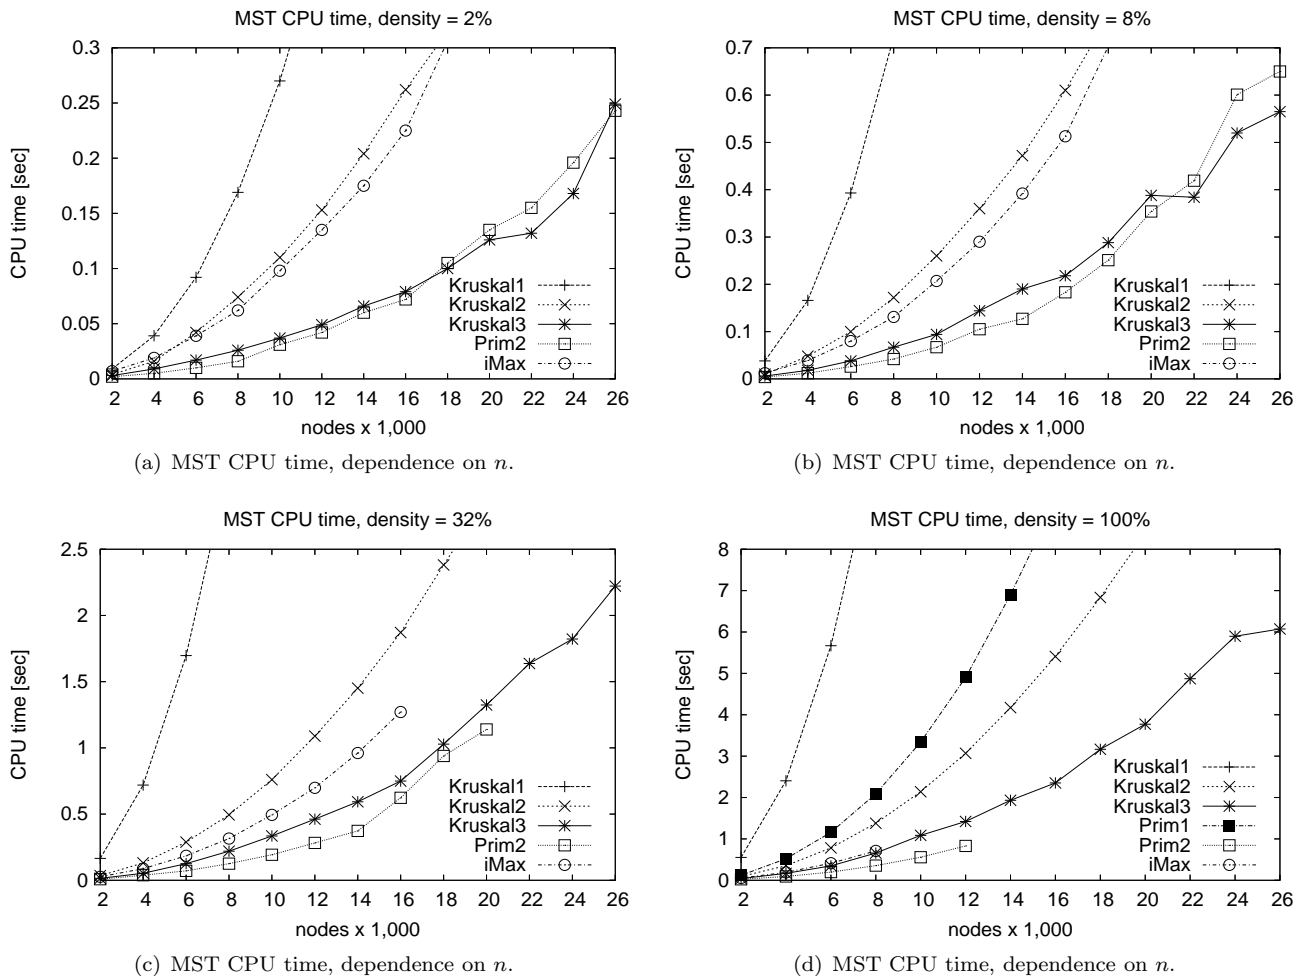 MST CPU time, density = 2%
CPU time [sec]
0.3
0.25
0.2
0.15
0.1
0.05
0
Kruskal1
Kruskal2
Kruskal3
Prim2
iMax
2 4 6 8 10 12 14 16 18 20 22 24 26
nodes x 1,000
(a) MST CPU time, dependence on n.
MST CPU time, density = 8%
CPU time [sec]
0.7
0.6
0.5
0.4
0.3
0.2
0.1
0
Kruskal1
Kruskal2
Kruskal3
Prim2
iMax
2 4 6 8 10 12 14 16 18 20 22 24 26
nodes x 1,000
(b) MST CPU time, dependence on n.
MST CPU time, density = 32%
CPU time [sec]
2.5
2
1.5
1
0.5
0
Kruskal1
Kruskal2
Kruskal3
Prim2
iMax
2 4 6 8 10 12 14 16 18 20 22 24 26
nodes x 1,000
(c) MST CPU time, dependence on n.
MST CPU time, density = 100%
CPU time [sec]
8
7
6
5
4
3
2
1
0
Kruskal1
Kruskal2
Kruskal3
Prim1
Prim2
iMax
2 4 6 8 10 12 14 16 18 20 22 24 26
nodes x 1,000
(d) MST CPU time, dependence on n.